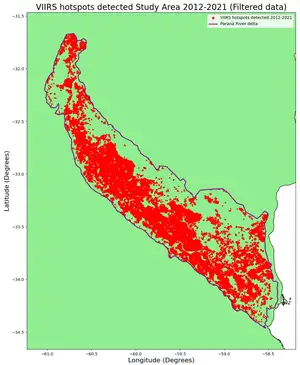 VIIRS hotspots detected Study Area 2012-2021 (Filtered data)
VIIRS hotspots detected 2012-2021
Paraná River delta
−31.5
−32.0
−32.5
−33.0
−33.5
−34.0
−34.5
Latitude (Degrees)
−61.0 −60.5 −60.0 −59.5 −59.0 −58.5
Longitude (Degrees)